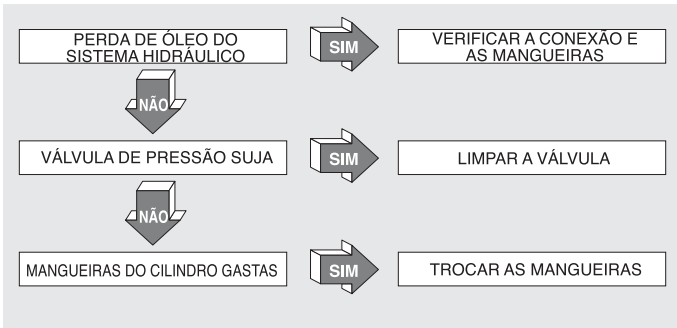 PERDA DE ÓLEO DO
SISTEMA HIDRÁULICO
SIM
VERIFICAR A CONEXÃO E
AS MANGUEIRAS
NÃO
VÁLVULA DE PRESSÃO SUJA
SIM
LIMPAR A VÁLVULA
NÃO
MANGUEIRAS DO CILINDRO GASTAS
SIM
TROCAR AS MANGUEIRAS